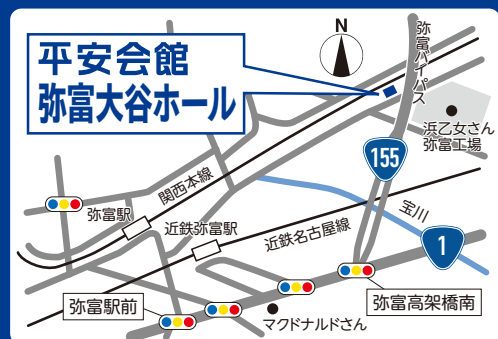 平安会館
弥富大谷ホール
N
弥富バイパス
浜乙女さん
弥富工場
155
関西本線
弥富駅
近鉄弥富駅
近鉄名古屋線
宝川
1
弥富駅前
弥富高架橋南
マクドナルドさん